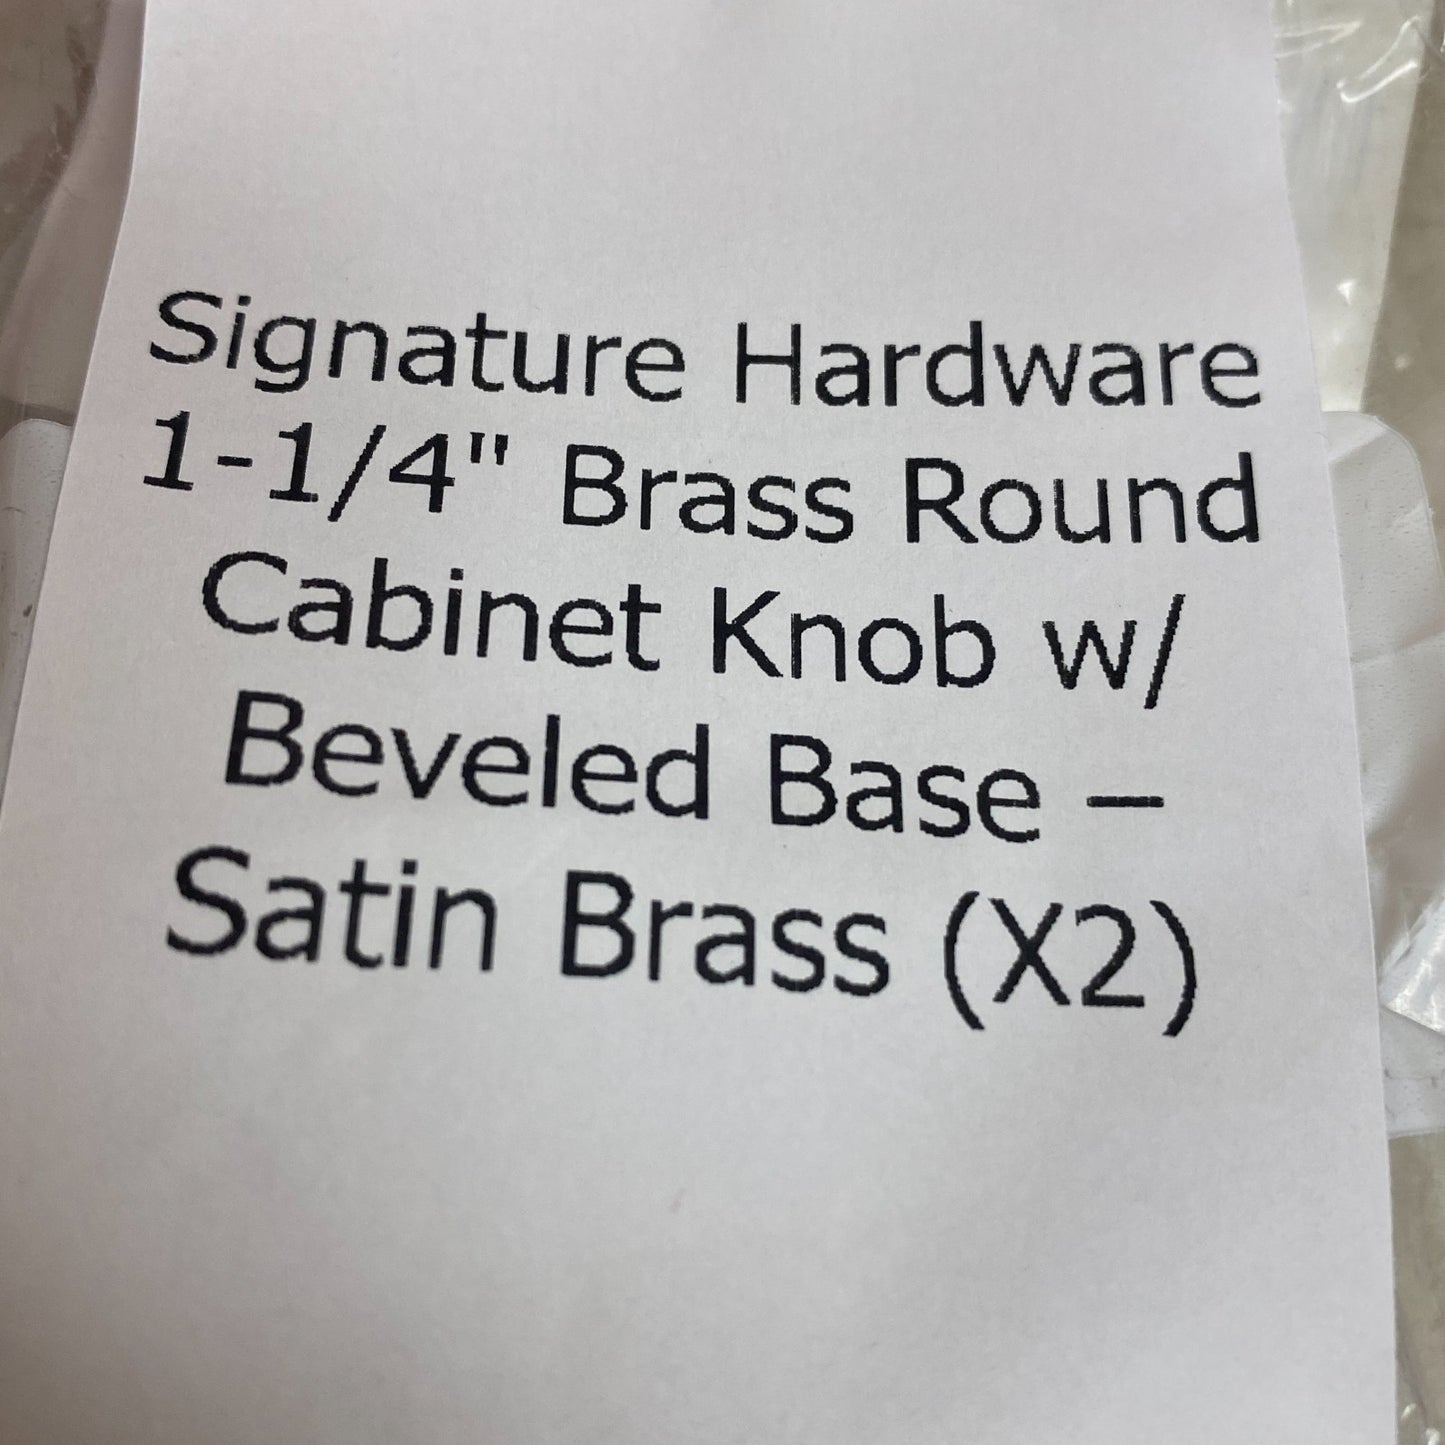 Signature Hardware
1-1/4" Brass Round
Cabinet Knob w/
Beveled Base –
Satin Brass (X2)